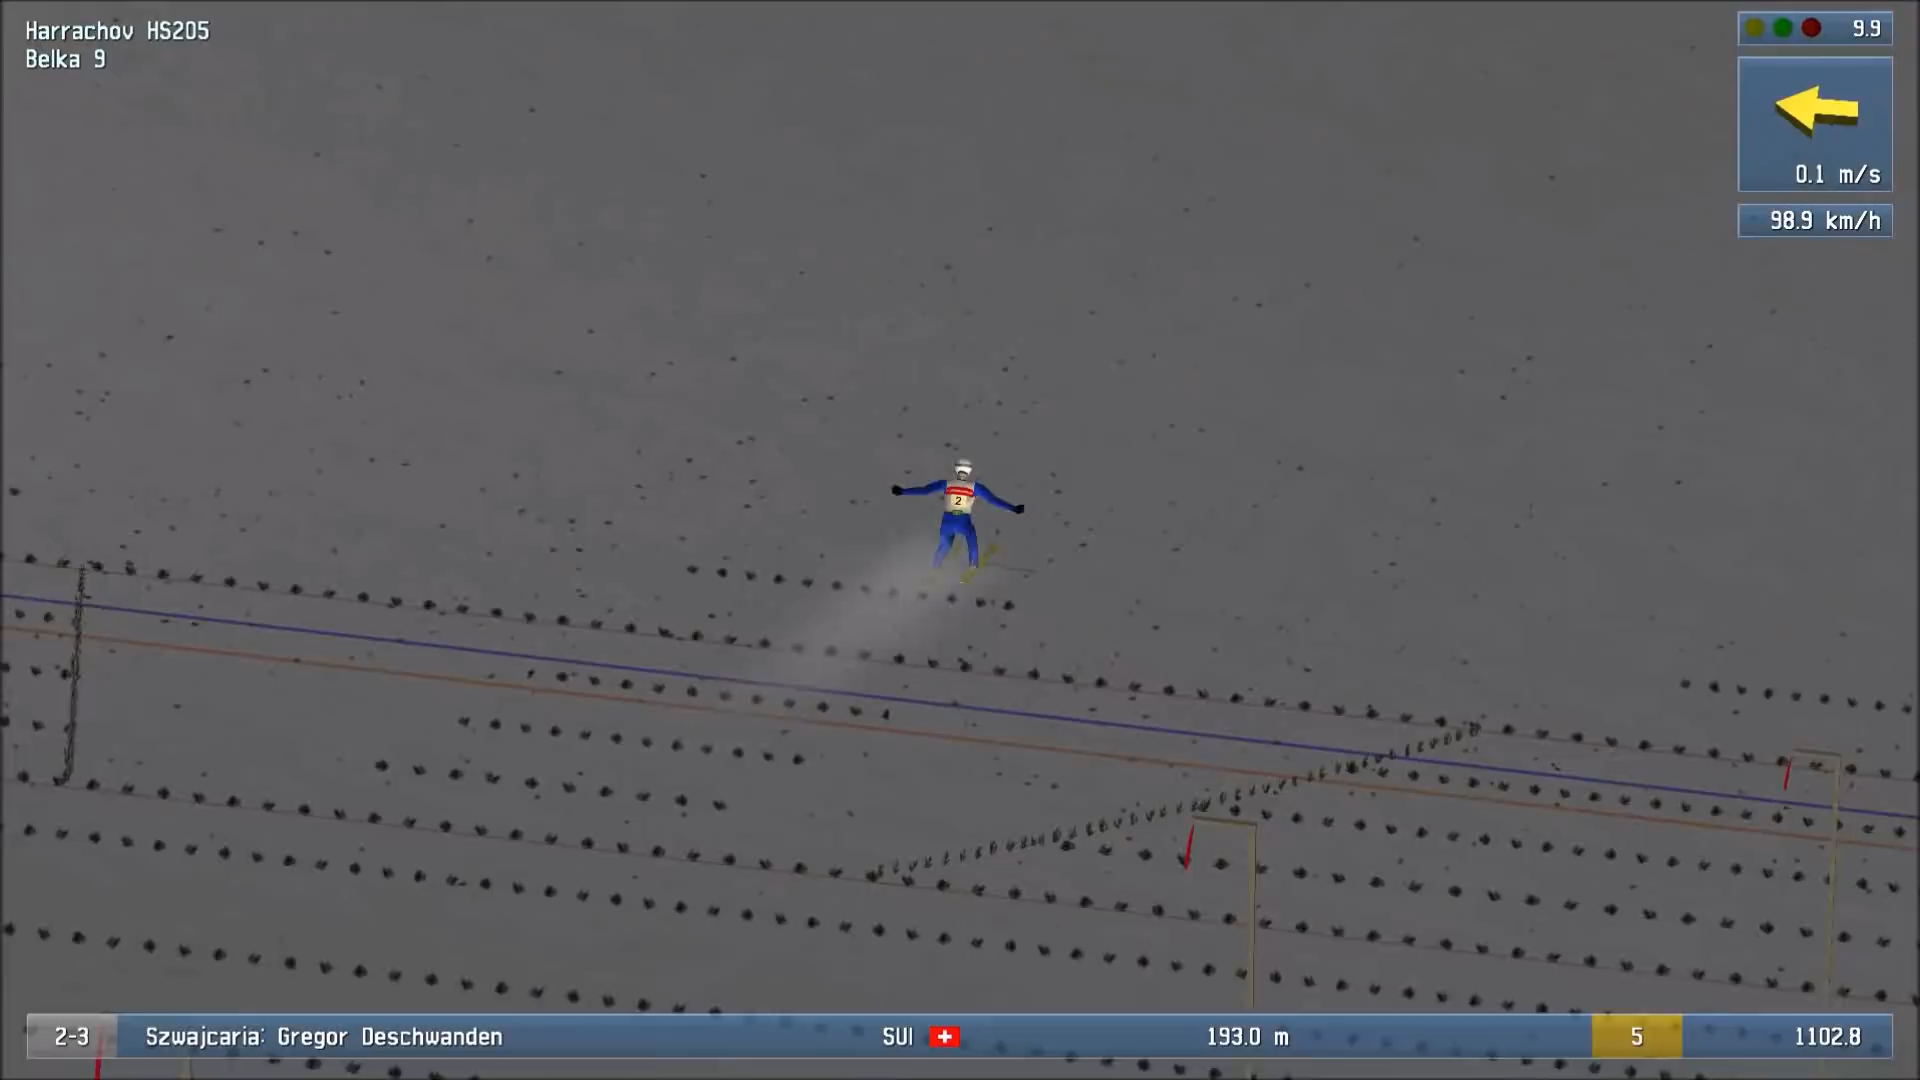 Harrachov HS205
Belka 9
9.9
0.1 m/s
98.9 km/h
2
2-3 Szwajcaria: Gregor Deschwanden SUI 193.0 m 5 1102.8